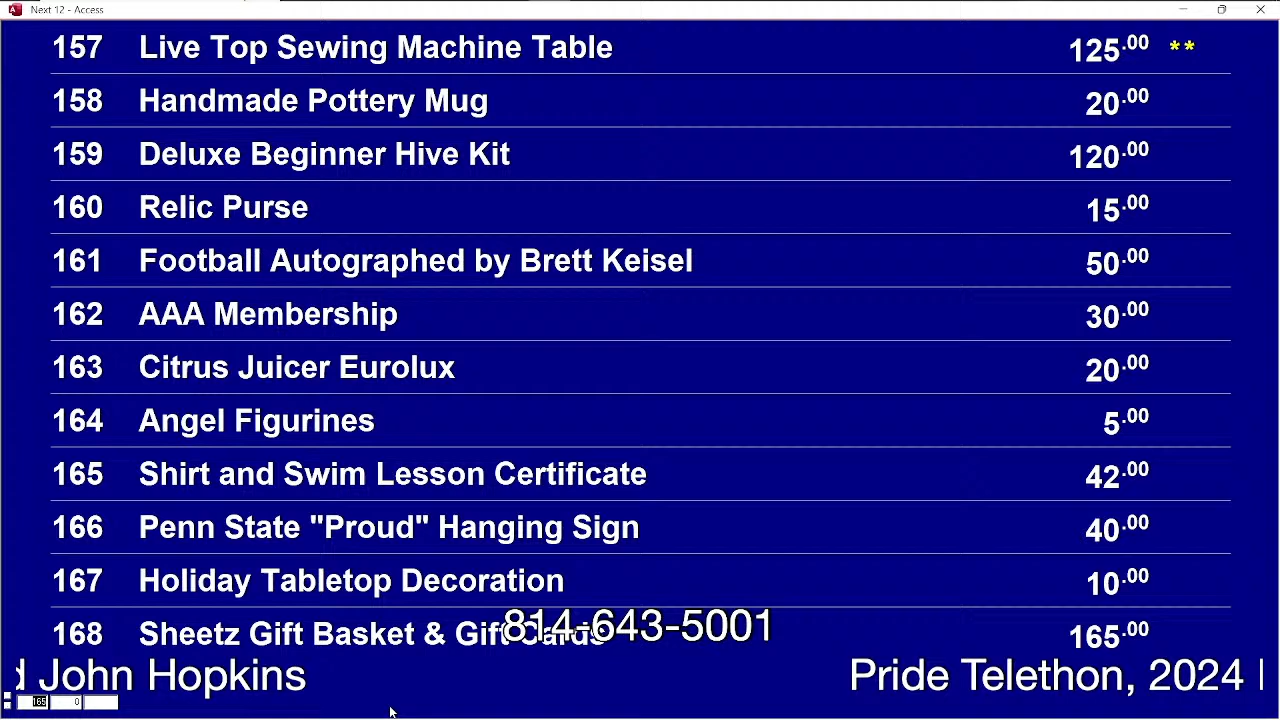 Next 12 - Access
157 Live Top Sewing Machine Table 125.00 **
158 Handmade Pottery Mug 20.00
159 Deluxe Beginner Hive Kit 120.00
160 Relic Purse 15.00
161 Football Autographed by Brett Keisel 50.00
162 AAA Membership 30.00
163 Citrus Juicer Eurolux 20.00
164 Angel Figurines 5.00
165 Shirt and Swim Lesson Certificate 42.00
166 Penn State "Proud" Hanging Sign 40.00
167 Holiday Tabletop Decoration 10.00
814-643-5001
168 Sheetz Gift Basket & Gift Cards 165.00
d John Hopkins Pride Telethon, 2024
165 0